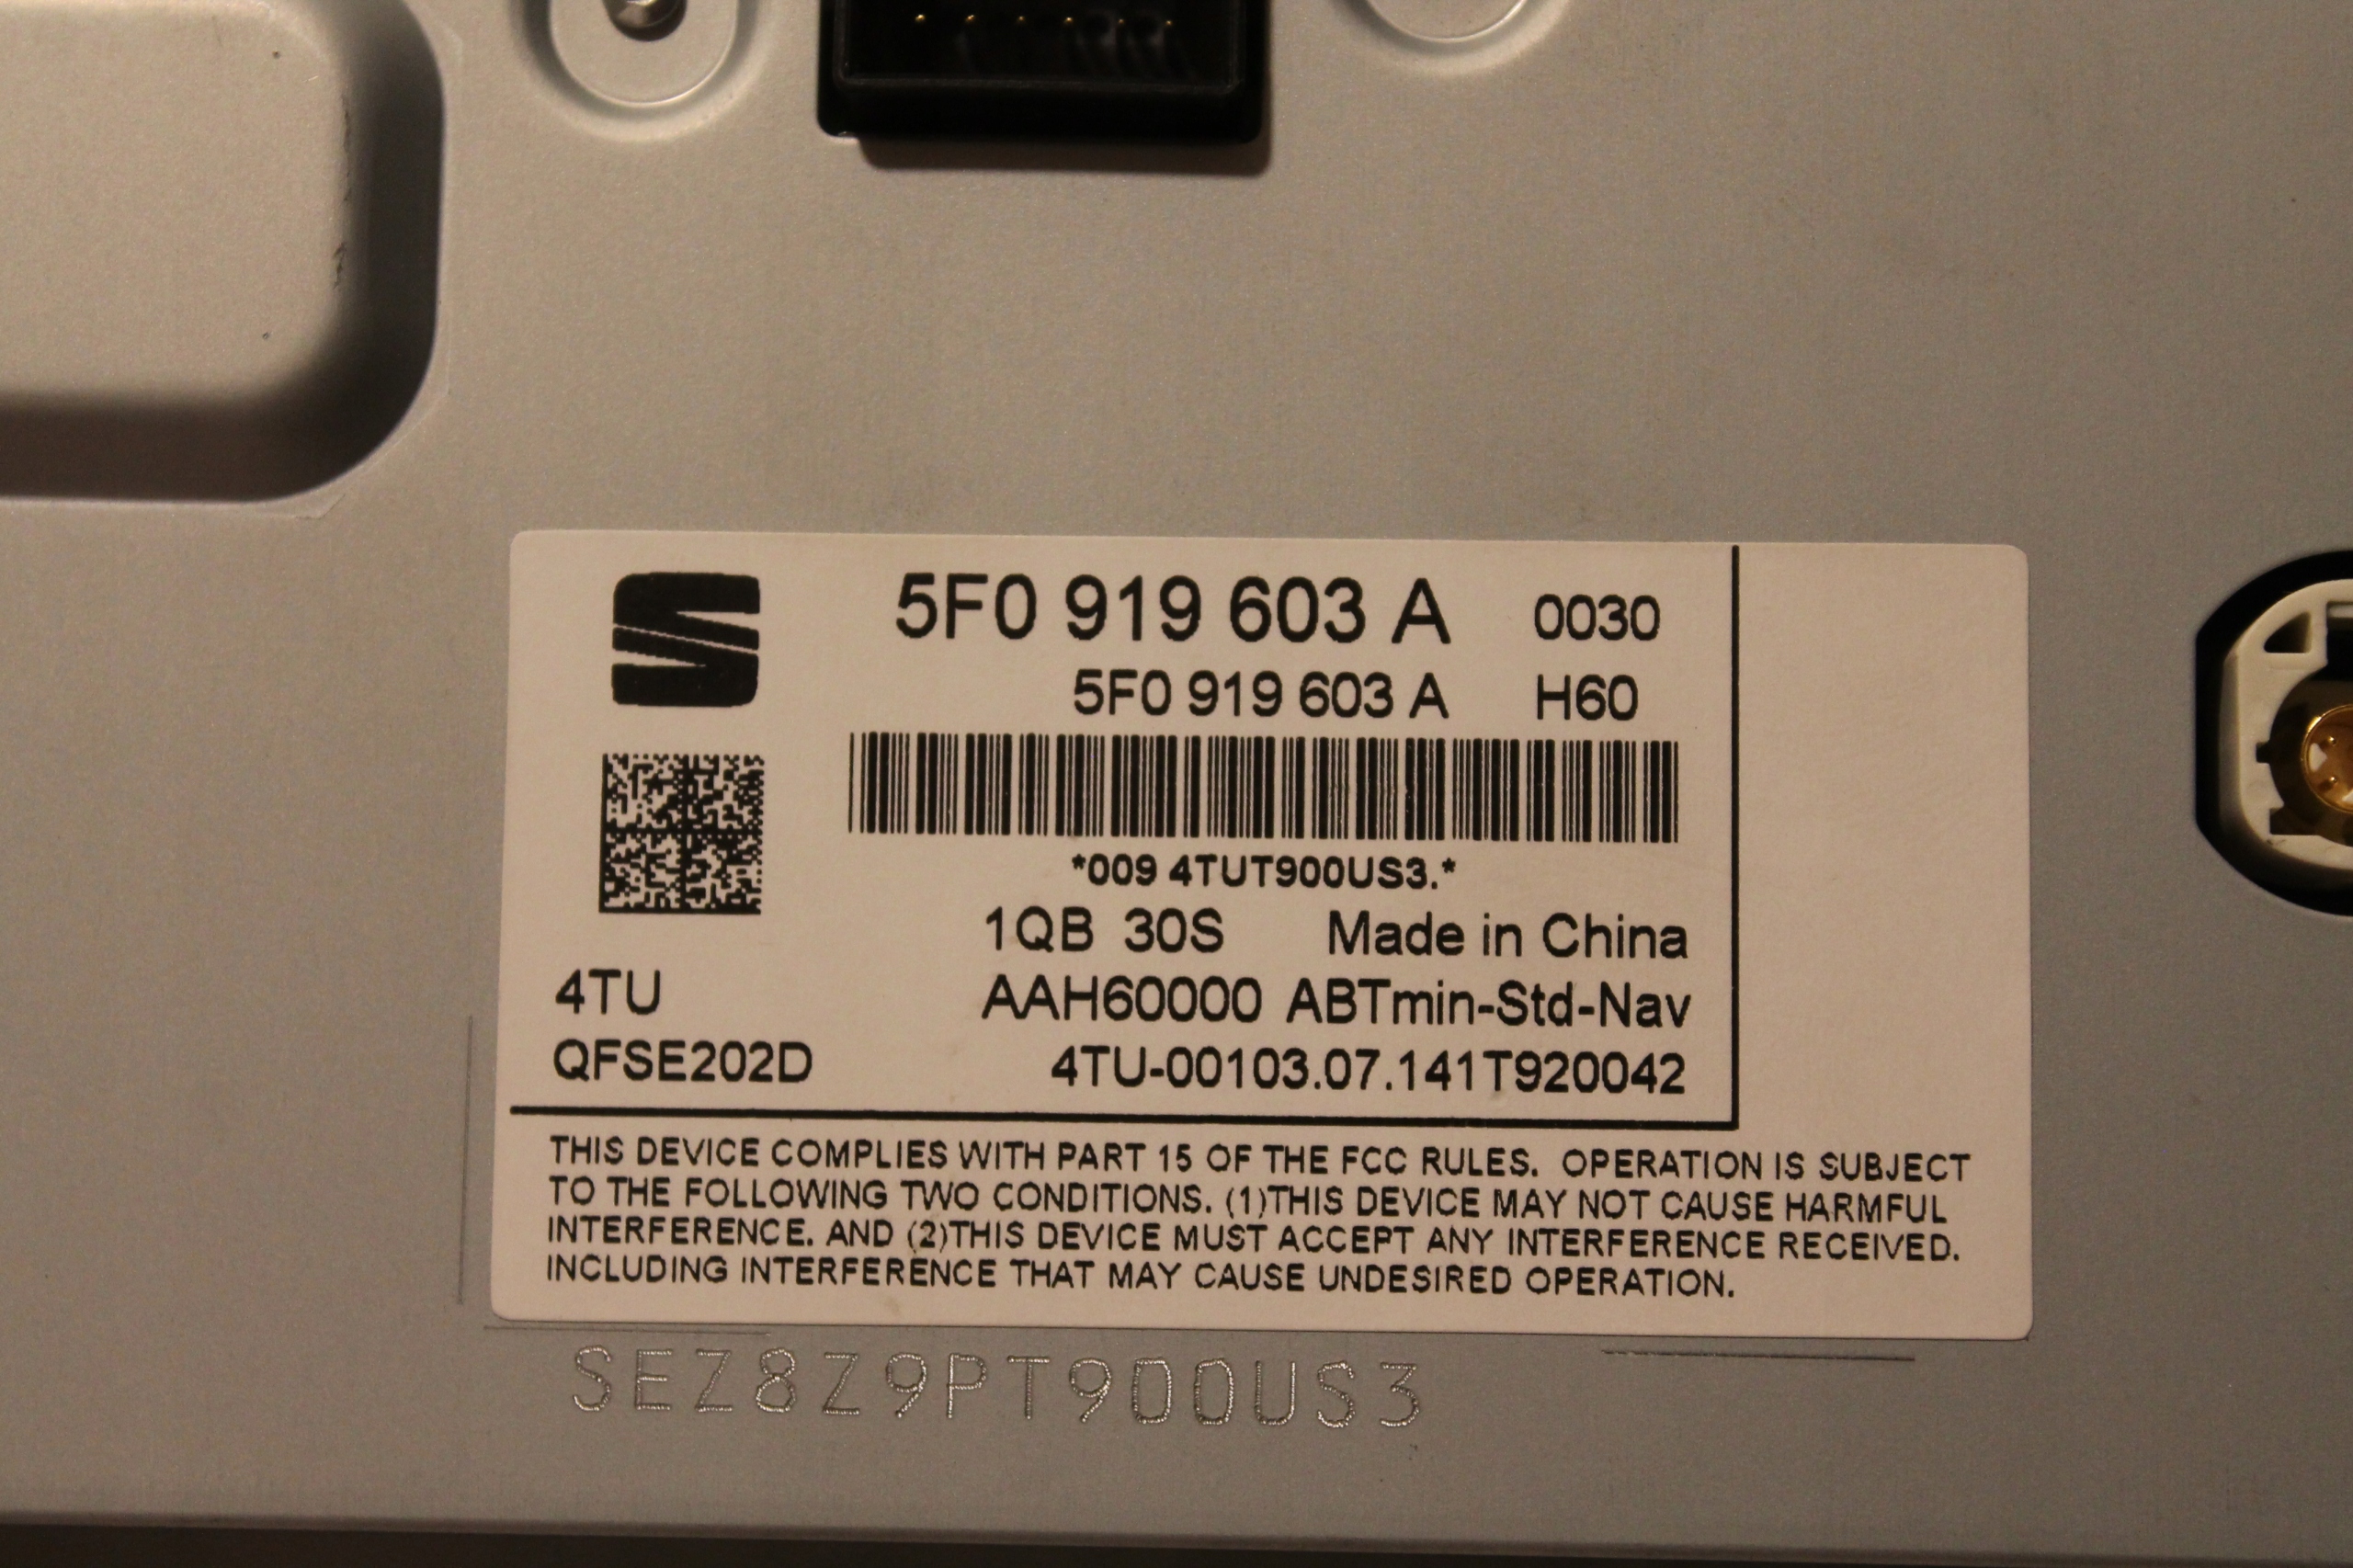 5F0 919 603 A 0030
5F0 919 603 A H60
*009 4TUT900US3.*
1QB 30S Made in China
4TU AAH60000 ABTmin-Std-Nav
QFSE202D 4TU-00103.07.141T920042
THIS DEVICE COMPLIES WITH PART 15 OF THE FCC RULES. OPERATION IS SUBJECT
TO THE FOLLOWING TWO CONDITIONS. (1)THIS DEVICE MAY NOT CAUSE HARMFUL
INTERFERENCE. AND (2)THIS DEVICE MUST ACCEPT ANY INTERFERENCE RECEIVED.
INCLUDING INTERFERENCE THAT MAY CAUSE UNDESIRED OPERATION.
SEZ8Z9PT900US3